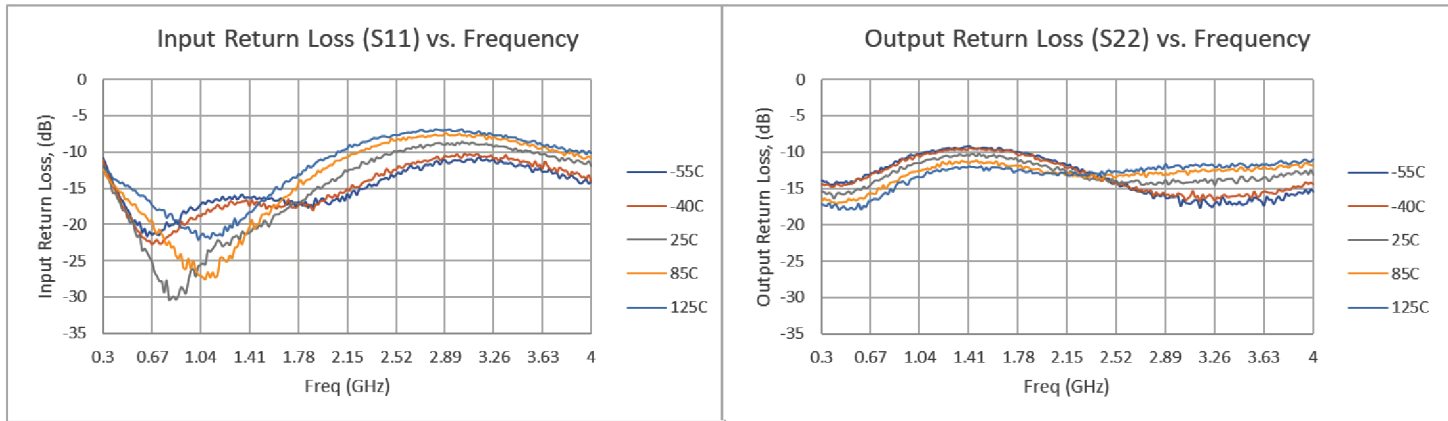 Input Return Loss (S11) vs. Frequency
Input Return Loss, (dB)
0
-5
-10
-15
-20
-25
-30
-35
0.3 0.67 1.04 1.41 1.78 2.15 2.52 2.89 3.26 3.63 4
Freq (GHz)
-55C
-40C
25C
85C
125C
Output Return Loss (S22) vs. Frequency
Output Return Loss, (dB)
0
-5
-10
-15
-20
-25
-30
-35
0.3 0.67 1.04 1.41 1.78 2.15 2.52 2.89 3.26 3.63 4
Freq (GHz)
-55C
-40C
25C
85C
125C